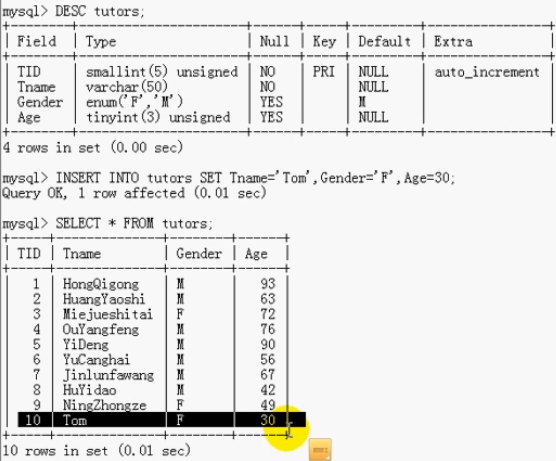 mysql> DESC tutors;
+--------+----------------------+------+-----+---------+----------------+
| Field | Type | Null | Key | Default | Extra |
+--------+----------------------+------+-----+---------+----------------+
| TID | smallint(5) unsigned | NO | PRI | NULL | auto_increment |
| Tname | varchar(50) | NO | | NULL | |
| Gender | enum('F','M') | YES | | M | |
| Age | tinyint(3) unsigned | YES | | NULL | |
+--------+----------------------+------+-----+---------+----------------+
4 rows in set (0.00 sec)
mysql> INSERT INTO tutors SET Tname='Tom',Gender='F',Age=30;
Query OK, 1 row affected (0.01 sec)
mysql> SELECT * FROM tutors;
+-----+--------------+--------+------+
| TID | Tname | Gender | Age |
+-----+--------------+--------+------+
| 1 | HongQigong | M | 93 |
| 2 | HuangYaoshi | M | 63 |
| 3 | Miejueshitai | F | 72 |
| 4 | OuYangfeng | M | 76 |
| 5 | YiDeng | M | 90 |
| 6 | YuCanghai | M | 56 |
| 7 | Jinlunfawang | M | 67 |
| 8 | HuYidao | M | 42 |
| 9 | NingZhongze | F | 49 |
| 10 | Tom | F | 30 |
+-----+--------------+--------+------+
10 rows in set (0.01 sec)